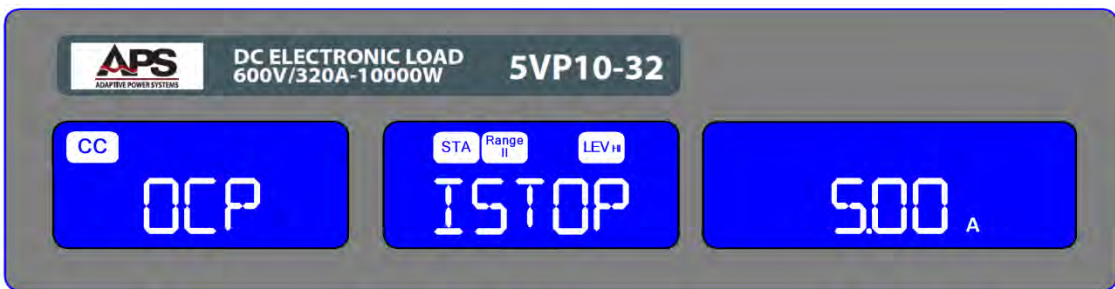 APS
ADAPTIVE POWER SYSTEMS
DC ELECTRONIC LOAD
600V/320A-10000W
5VP10-32
CC
OCP
STA Range II LEV HI
ISTOP
5.00 A